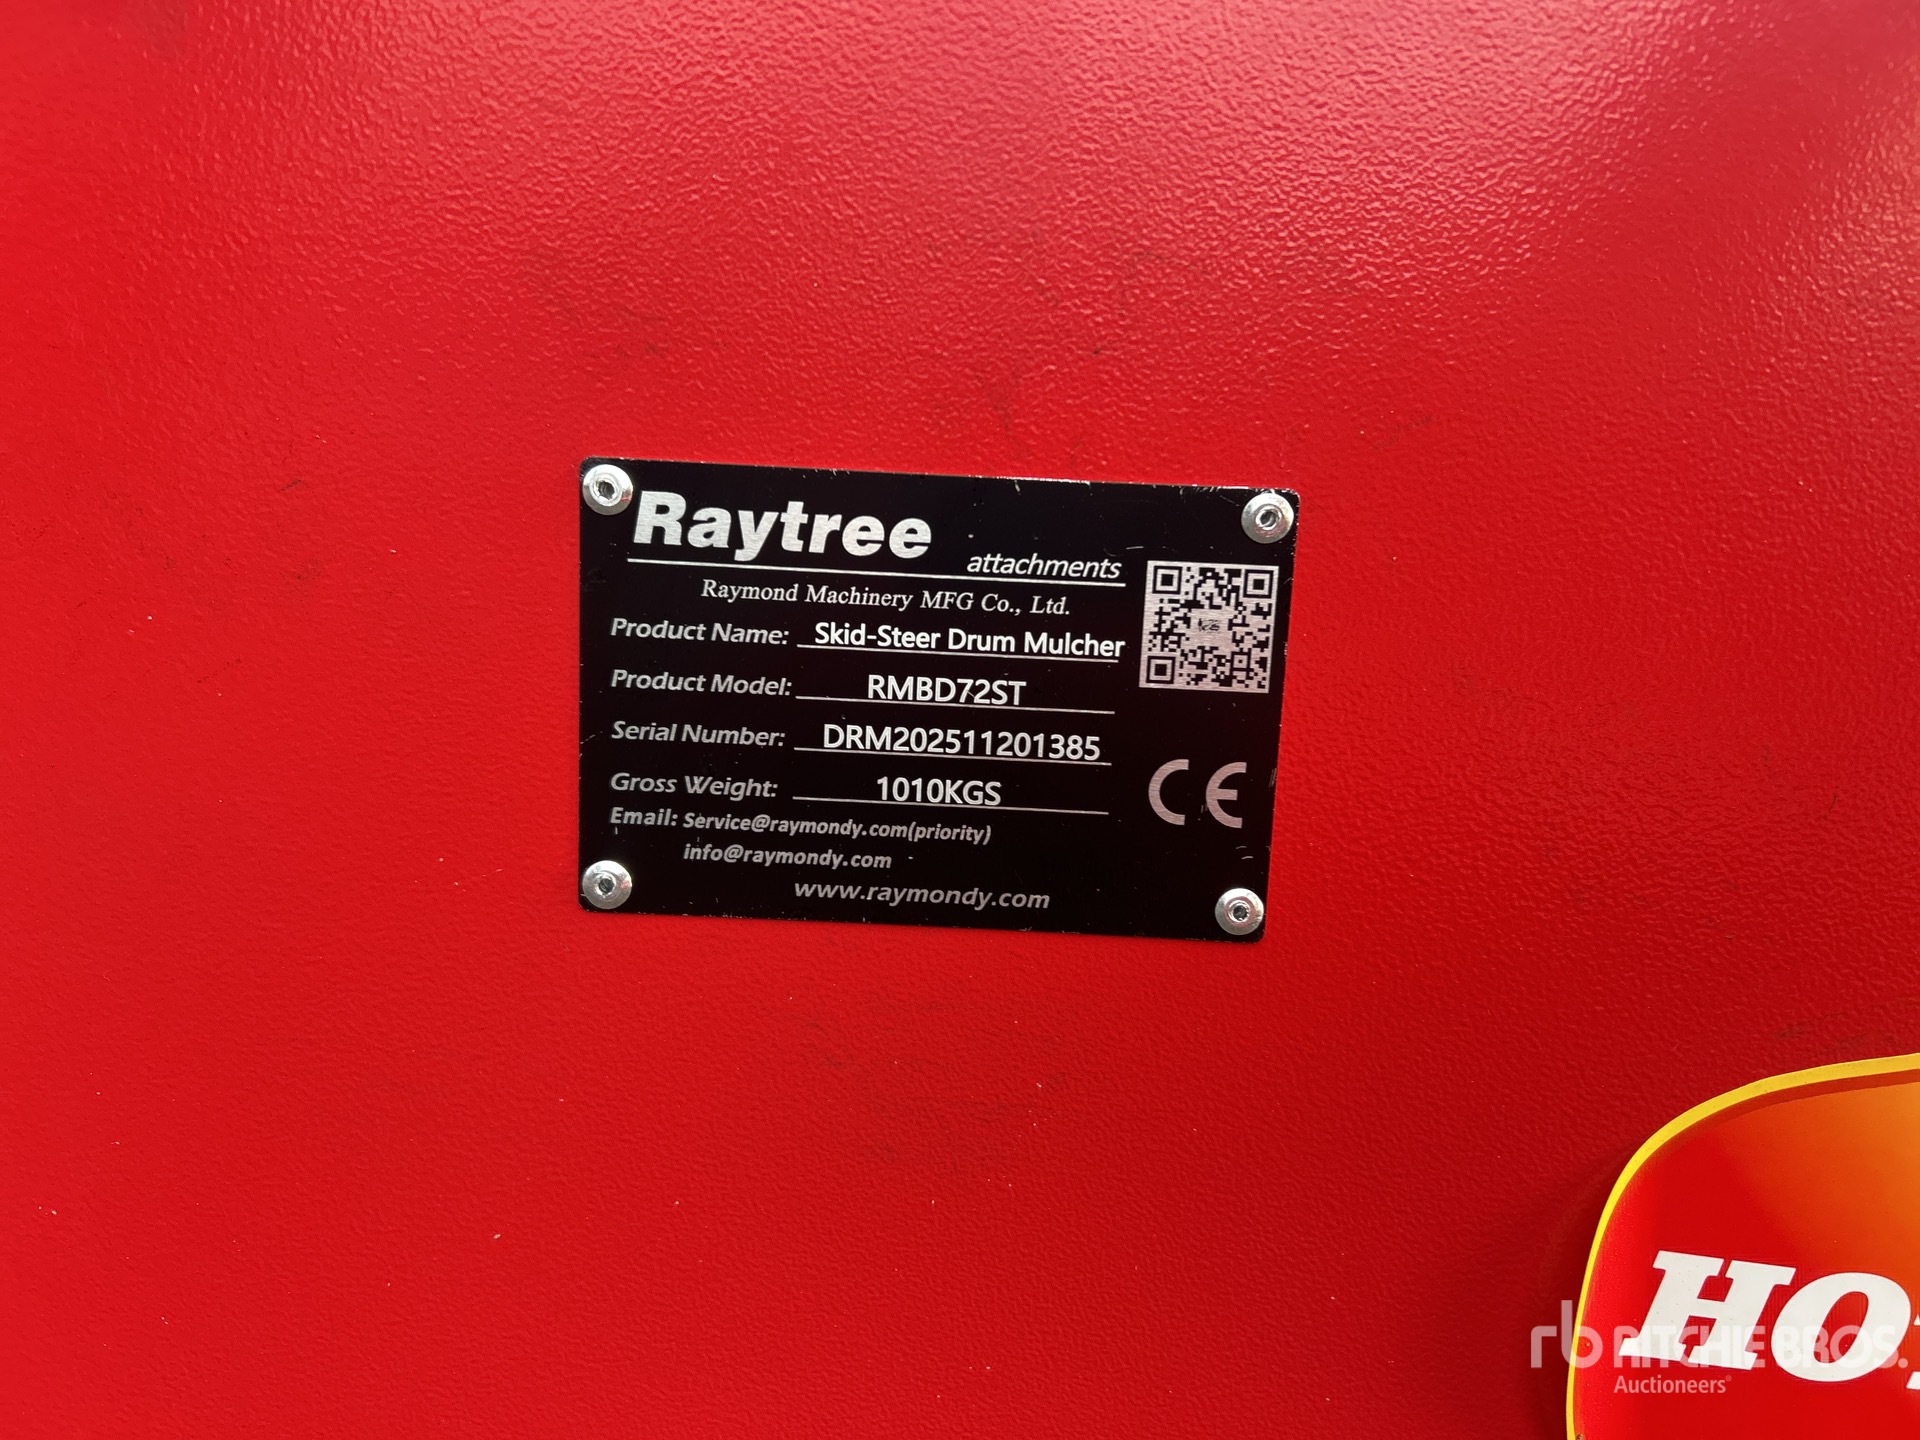 Raytree
attachments
Raymond Machinery MFG Co., Ltd.
Product Name: Skid-Steer Drum Mulcher
Product Model: RMBD72ST
Serial Number: DRM202511201385
Gross Weight: 1010KGS
Email: Service@raymondy.com(priority)
info@raymondy.com
www.raymondy.com
CE
HO
rb RITCHIE BROS.
Auctioneers